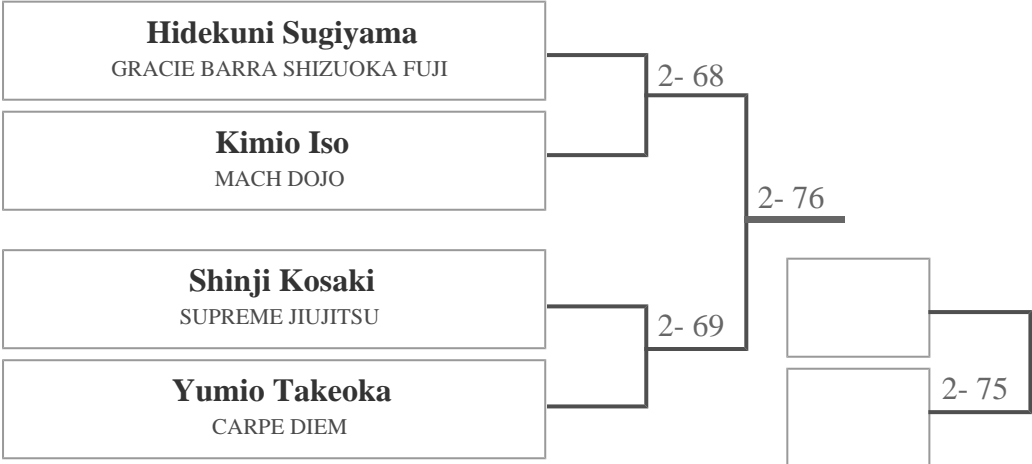 Hidekuni Sugiyama
GRACIE BARRA SHIZUOKA FUJI
2- 68
Kimio Iso
MACH DOJO
2- 76
Shinji Kosaki
SUPREME JIUJITSU
2- 69
Yumio Takeoka
CARPE DIEM
2- 75